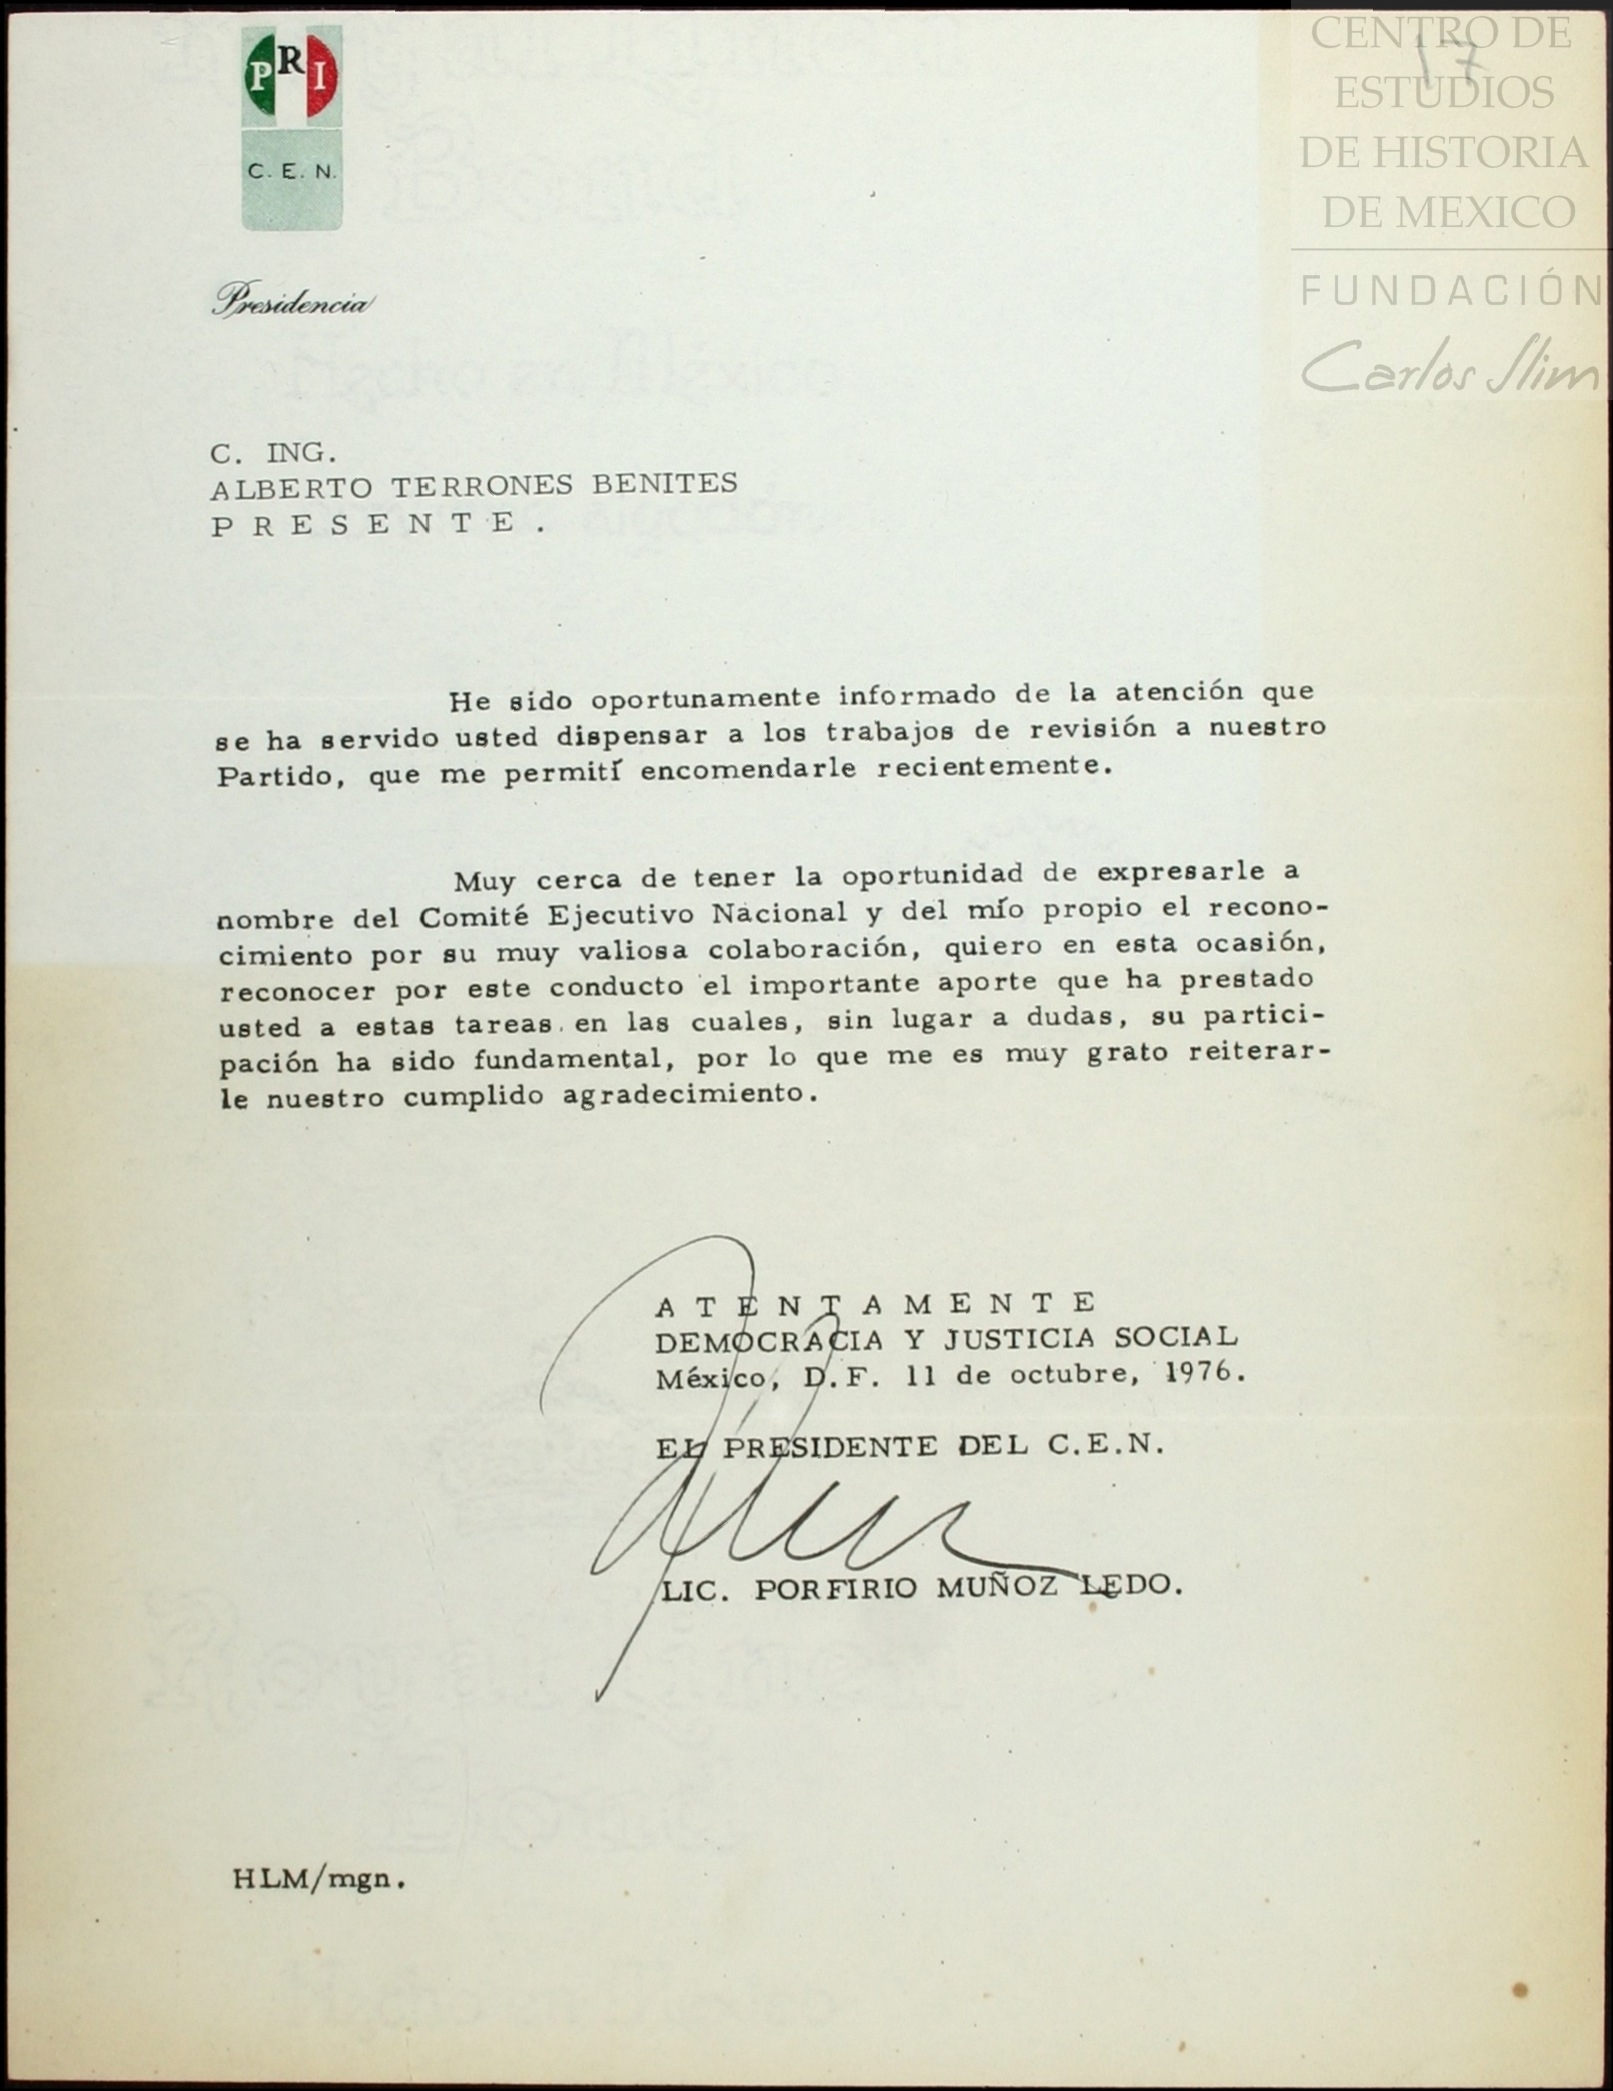 PRI
C. E. N.
Presidencia
CENTRO DE
ESTUDIOS
DE HISTORIA
DE MEXICO
FUNDACIÓN
Carlos Slim
17
C. ING.
ALBERTO TERRONES BENITES
P R E S E N T E .
He sido oportunamente informado de la atención que
se ha servido usted dispensar a los trabajos de revisión a nuestro
Partido, que me permití encomendarle recientemente.
Muy cerca de tener la oportunidad de expresarle a
nombre del Comité Ejecutivo Nacional y del mío propio el recono-
cimiento por su muy valiosa colaboración, quiero en esta ocasión,
reconocer por este conducto el importante aporte que ha prestado
usted a estas tareas en las cuales, sin lugar a dudas, su partici-
pación ha sido fundamental, por lo que me es muy grato reiterar-
le nuestro cumplido agradecimiento.
A T E N T A M E N T E
DEMOCRACIA Y JUSTICIA SOCIAL
México, D.F. 11 de octubre, 1976.
EL PRESIDENTE DEL C.E.N.
LIC. PORFIRIO MUÑOZ LEDO.
HLM/mgn.